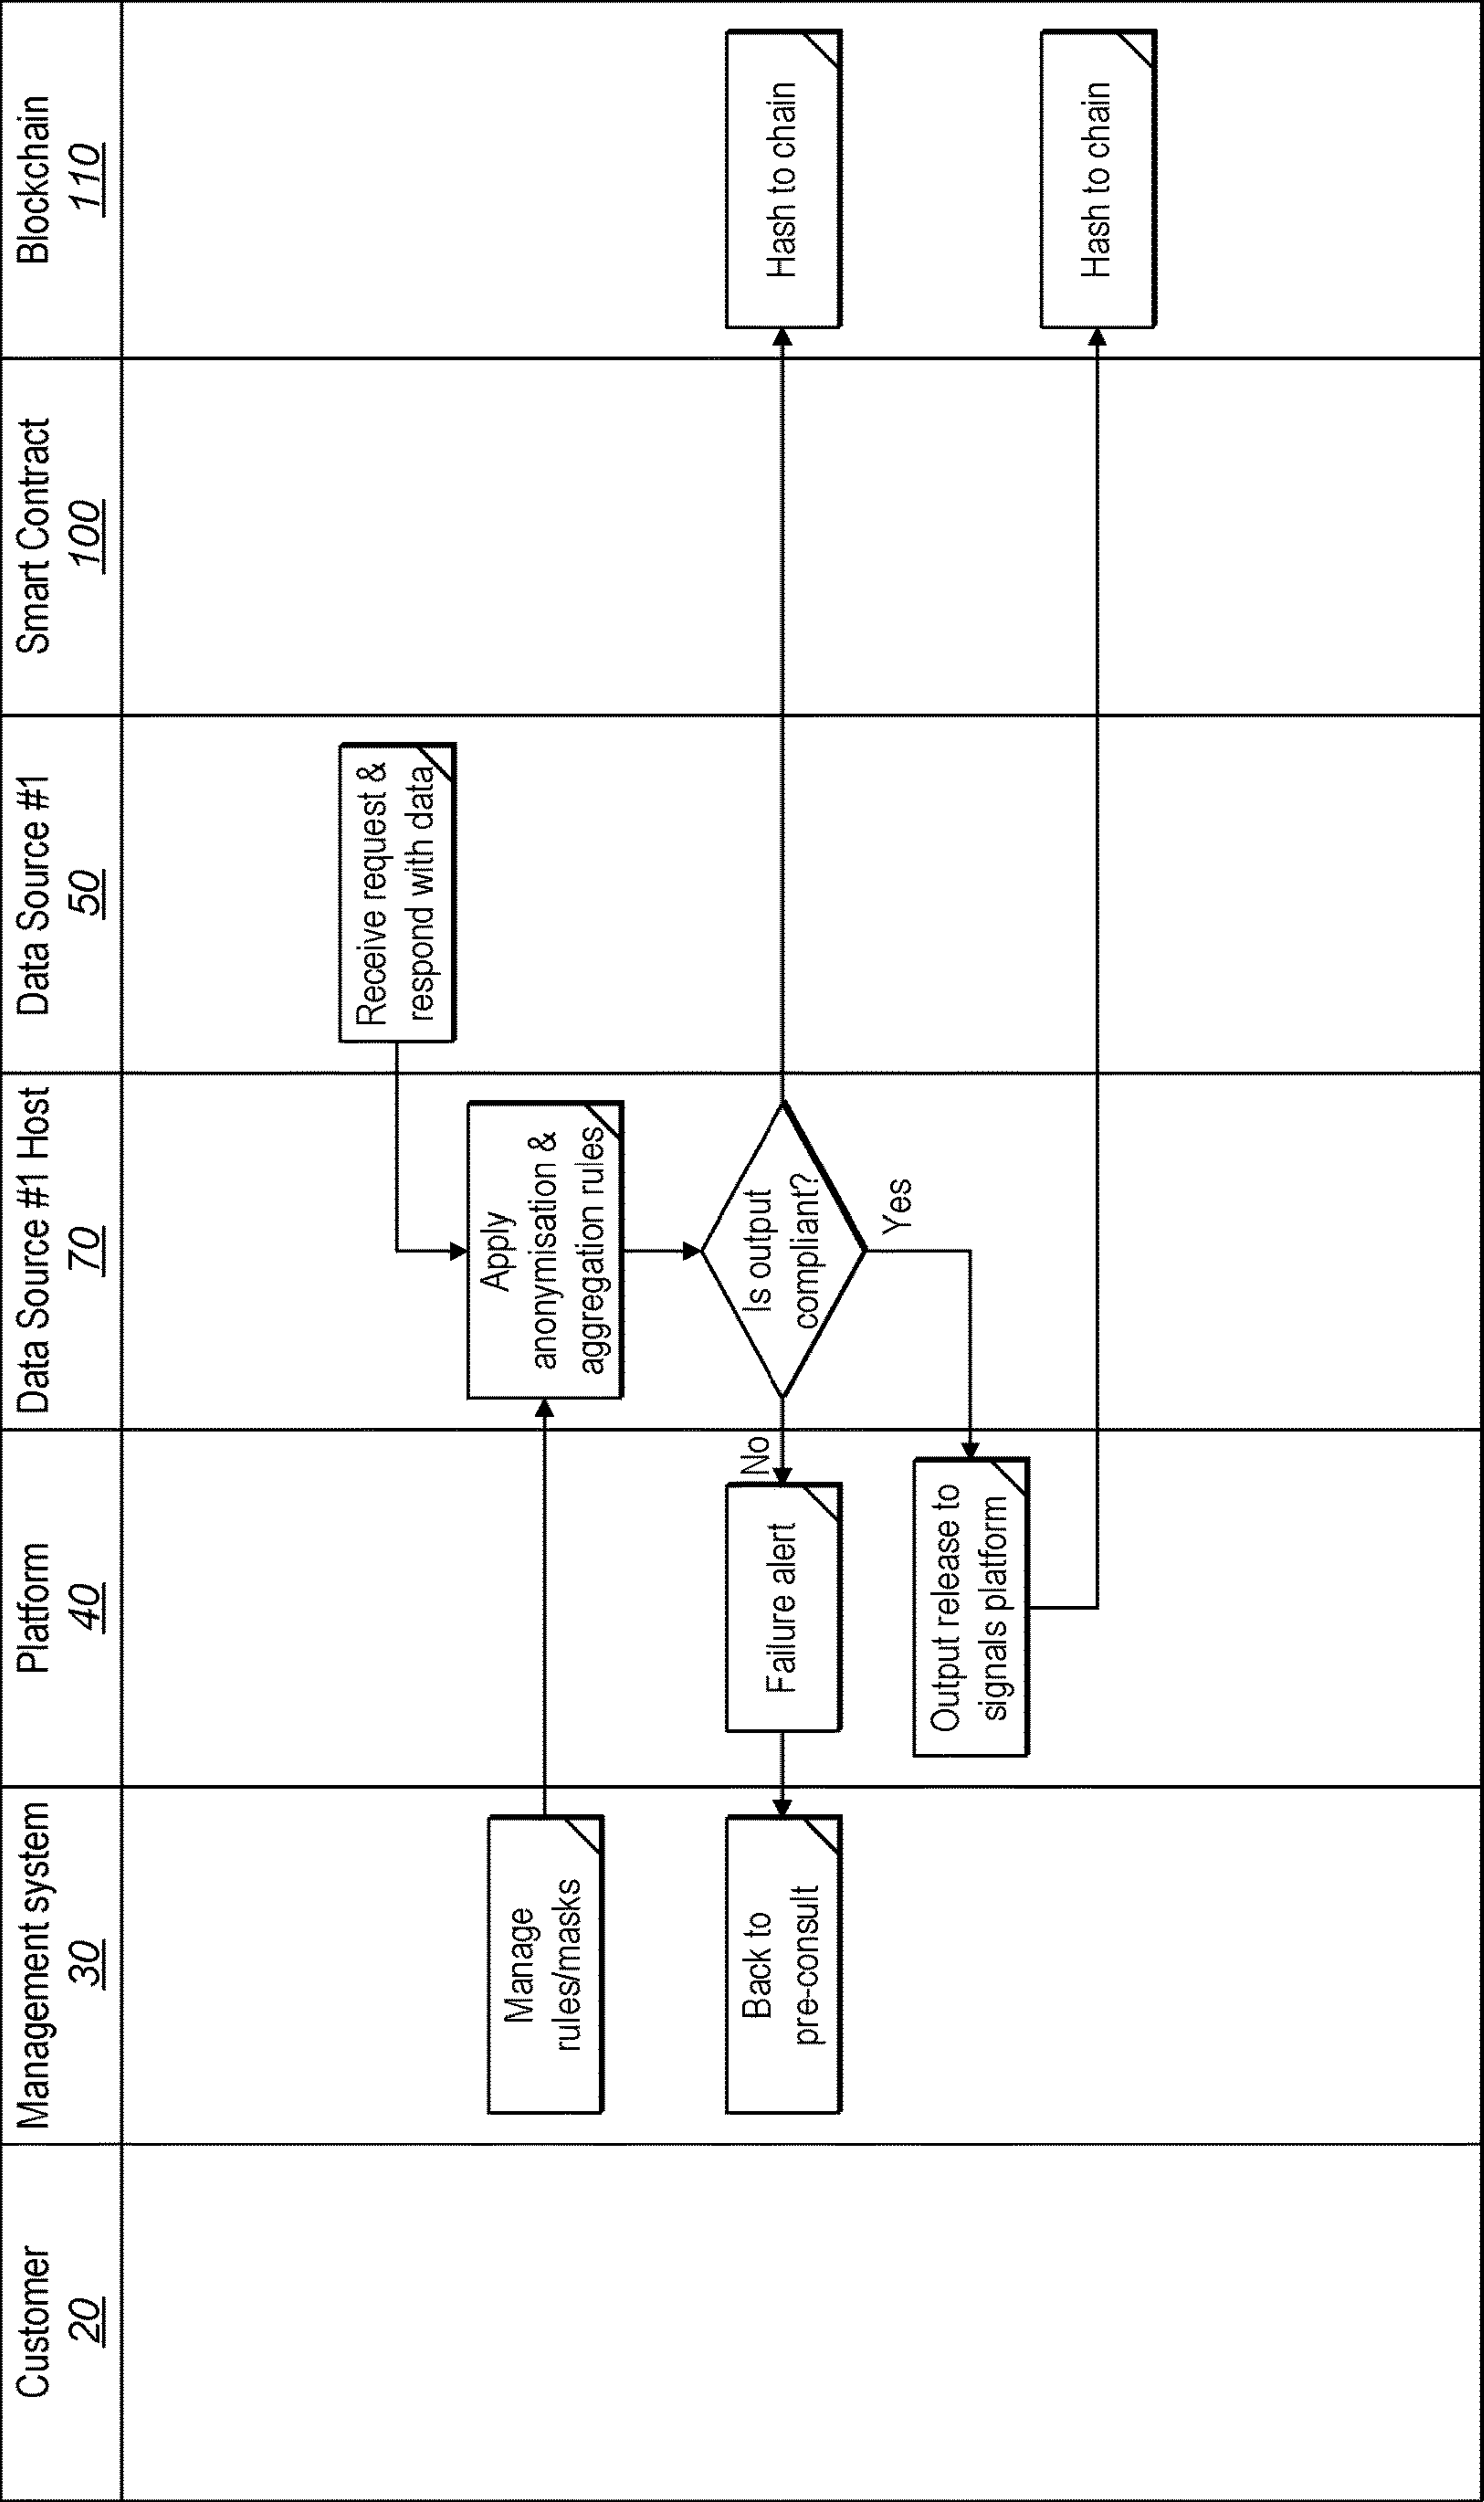 Customer
20
Management system
30
Platform
40
Data Source #1 Host
70
Data Source #1
50
Smart Contract
100
Blockchain
110
Receive request &
respond with data
Manage
rules/masks
Apply
anonymisation &
aggregation rules
Back to
pre-consult
Failure alert
No
Is output
compliant?
Yes
Hash to chain
Output release to
signals platform
Hash to chain